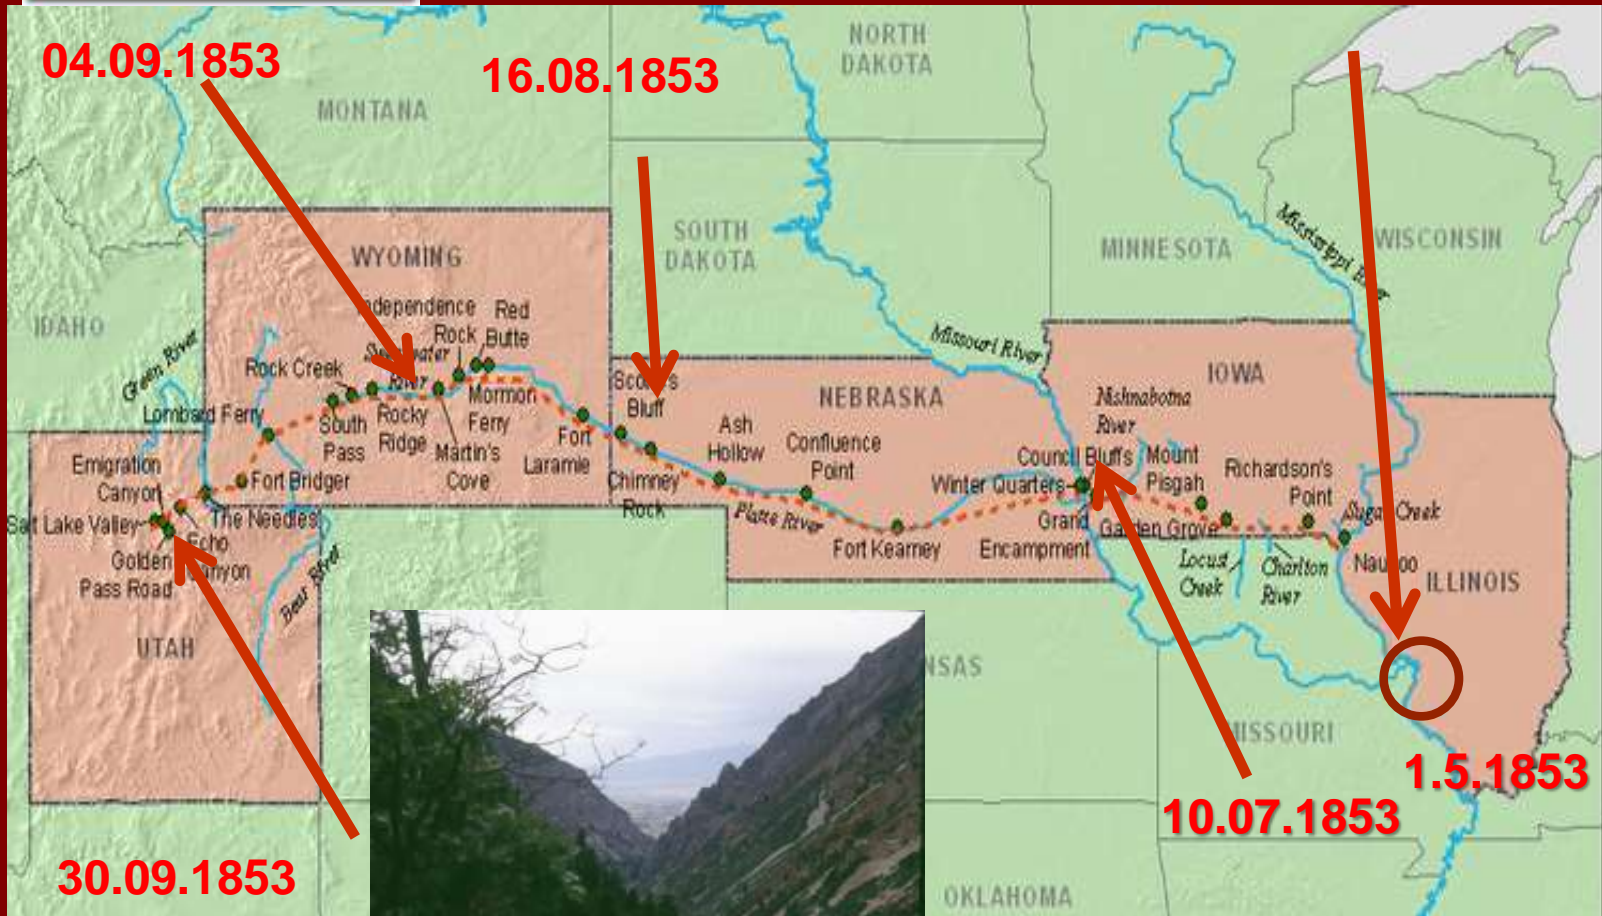 04.09.1853
16.08.1853
NORTH
DAKOTA
MONTANA
SOUTH
DAKOTA
MINNESOTA
Mississippi
WISCONSIN
WYOMING
IDAHO
Independence
Rock
Red
Butte
Green River
Rock Creek
River
Lombard Ferry
South
Pass
Rocky
Ridge
Martin's
Cove
Mormon
Ferry
Fort
Laramie
Bluff
Chimney
Rock
Missouri River
NEBRASKA
IOWA
Ash
Hollow
Confluence
Point
Platte River
Fort Kearney
Nishnabotna
River
Council Bluffs
Winter Quarters
Grand
Encampment
Mount
Pisgah
Garden Grove
Richardson's
Point
Sugar Creek
Locust
Creek
Charlton
River
Nauvoo
ILLINOIS
Emigration
Canyon
Fort Bridger
Salt Lake Valley
The Needles
Echo
Canyon
Golden
Pass Road
Bear River
UTAH
NSAS
MISSOURI
1.5.1853
10.07.1853
30.09.1853
OKLAHOMA